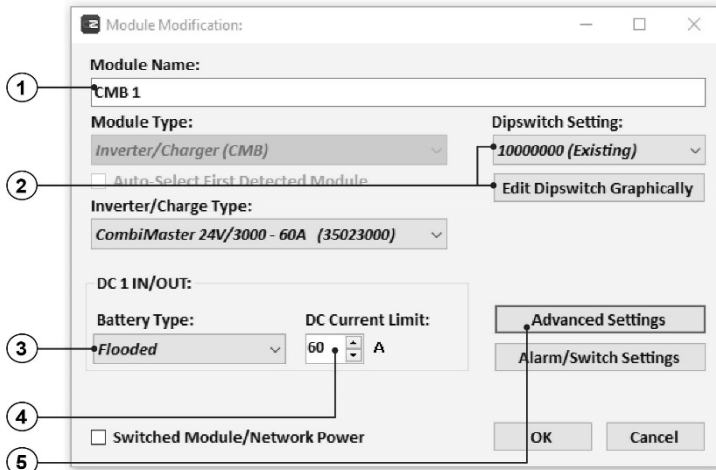 Module Modification:
Module Name:
1
CMB 1
Module Type:
Dipswitch Setting:
Inverter/Charger (CMB)
10000000 (Existing)
2
Auto-Select First Detected Module
Edit Dipswitch Graphically
Inverter/Charge Type:
CombiMaster 24V/3000 - 60A (35023000)
DC 1 IN/OUT:
Battery Type:
DC Current Limit:
Advanced Settings
3
Flooded
60
A
Alarm/Switch Settings
4
Switched Module/Network Power
OK
Cancel
5